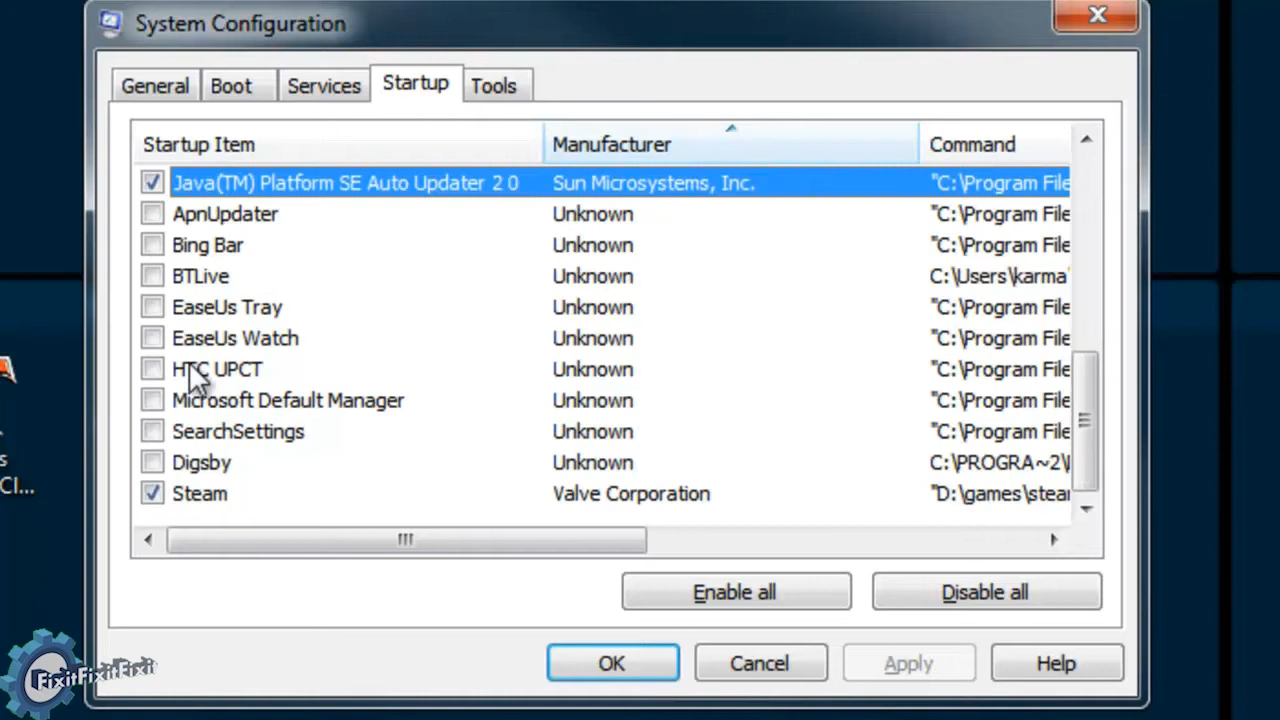 System Configuration
General Boot Services Startup Tools
Startup Item Manufacturer Command
Java(TM) Platform SE Auto Updater 2 0 Sun Microsystems, Inc. "C:\Program File
ApnUpdater Unknown "C:\Program File
Bing Bar Unknown "C:\Program File
BTLive Unknown C:\Users\karma
EaseUs Tray Unknown "C:\Program File
EaseUs Watch Unknown "C:\Program File
HTC UPCT Unknown "C:\Program File
Microsoft Default Manager Unknown "C:\Program File
SearchSettings Unknown "C:\Program File
Digsby Unknown C:\PROGRA~2\
Steam Valve Corporation "D:\games\stear
s
Cl...
Enable all Disable all
OK Cancel Apply Help
FixitFixitFixit